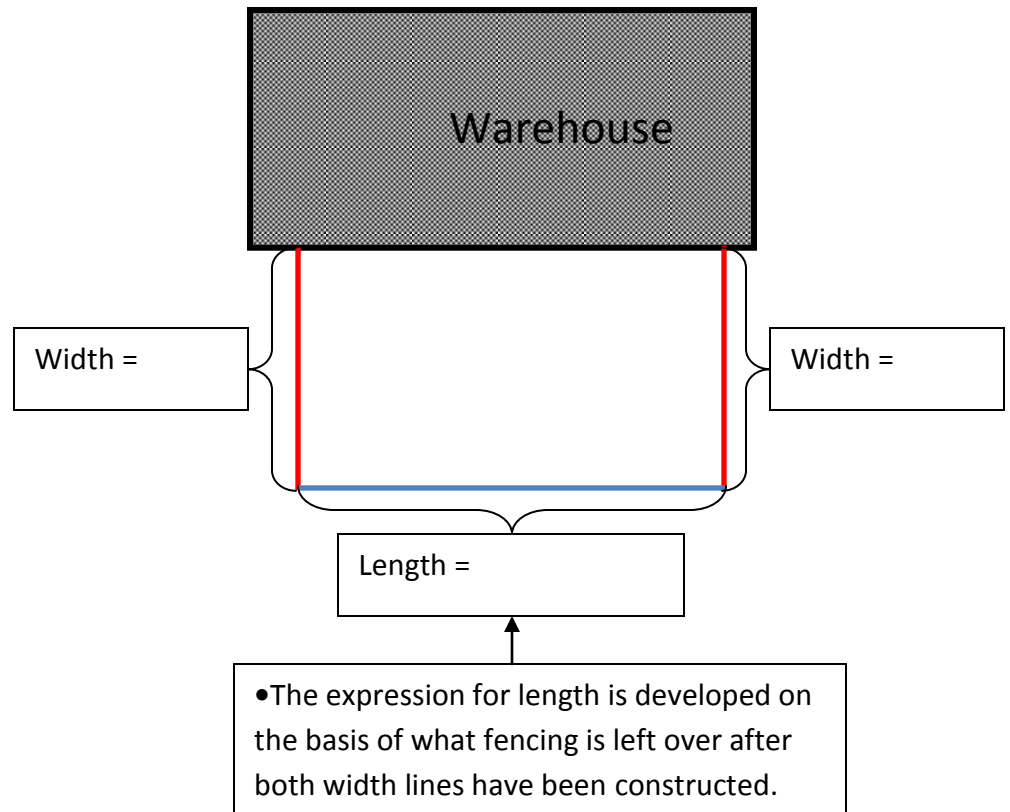 Warehouse
Width =
Width =
Length =
•The expression for length is developed on
the basis of what fencing is left over after
both width lines have been constructed.